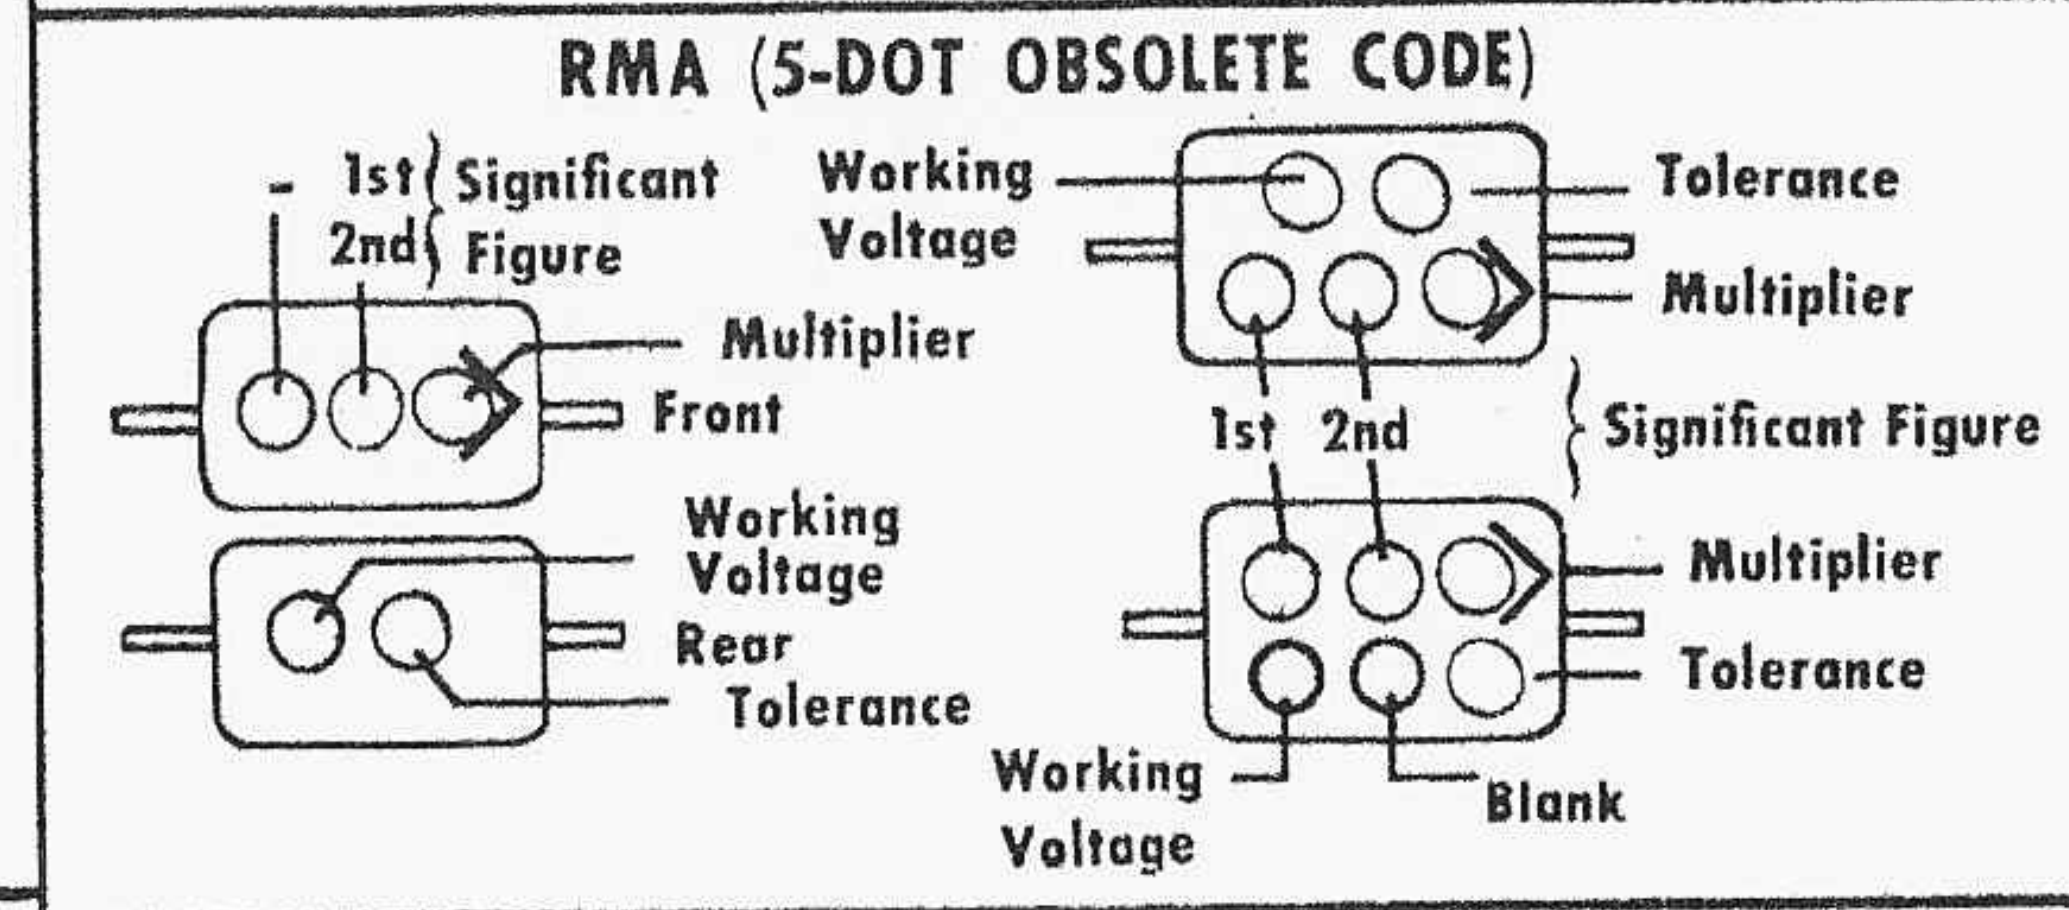 RMA (5-DOT OBSOLETE CODE)
- 1st } Significant
2nd } Figure
Multiplier
Front
Working
Voltage
Rear
Tolerance
Working
Voltage
Tolerance
Multiplier
1st 2nd } Significant Figure
Multiplier
Tolerance
Working
Voltage
Blank